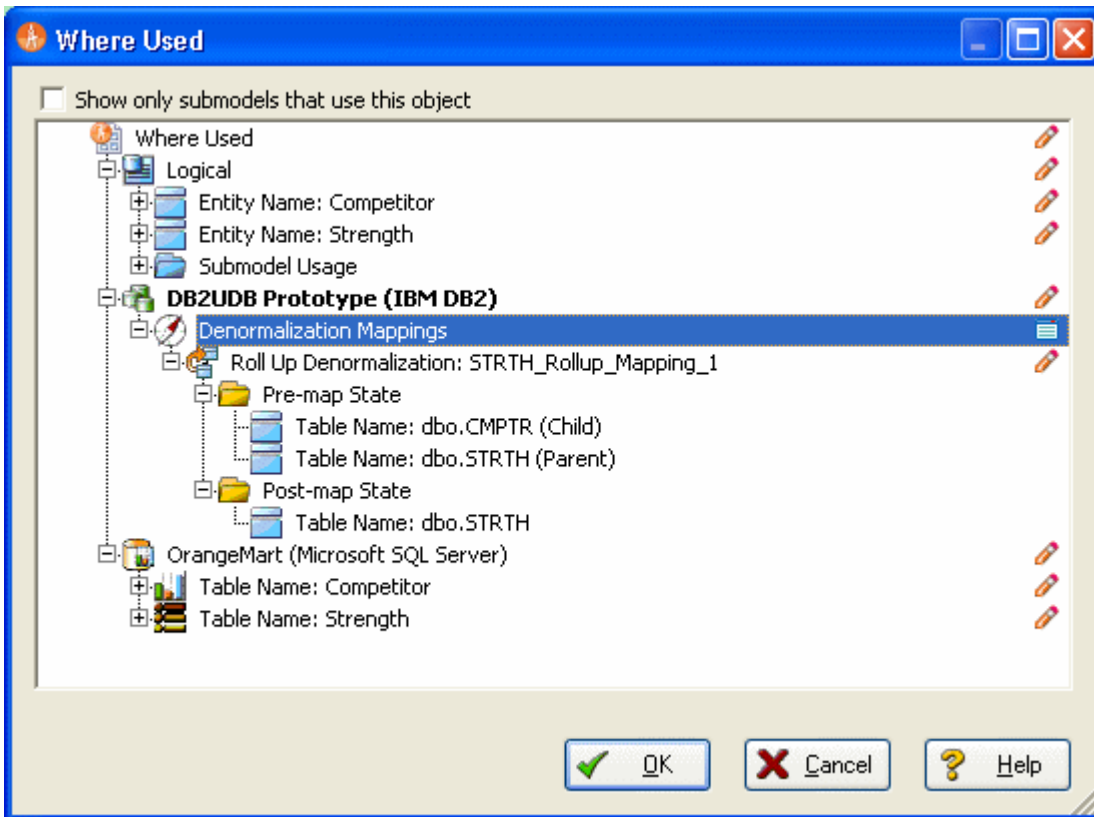 Where Used
Show only submodels that use this object
Where Used
Logical
Entity Name: Competitor
Entity Name: Strength
Submodel Usage
DB2UDB Prototype (IBM DB2)
Denormalization Mappings
Roll Up Denormalization: STRTH_Rollup_Mapping_1
Pre-map State
Table Name: dbo.CMPTR (Child)
Table Name: dbo.STRTH (Parent)
Post-map State
Table Name: dbo.STRTH
OrangeMart (Microsoft SQL Server)
Table Name: Competitor
Table Name: Strength
OK Cancel Help